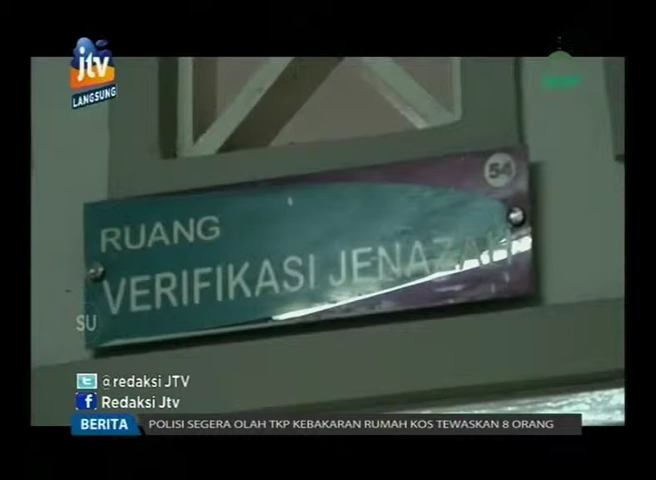 jtv
LANGSUNG
54
RUANG
VERIFIKASI JENAZAH
SU
@redaksi JTV
Redaksi Jtv
BERITA
POLISI SEGERA OLAH TKP KEBAKARAN RUMAH KOS TEWASKAN 8 ORANG